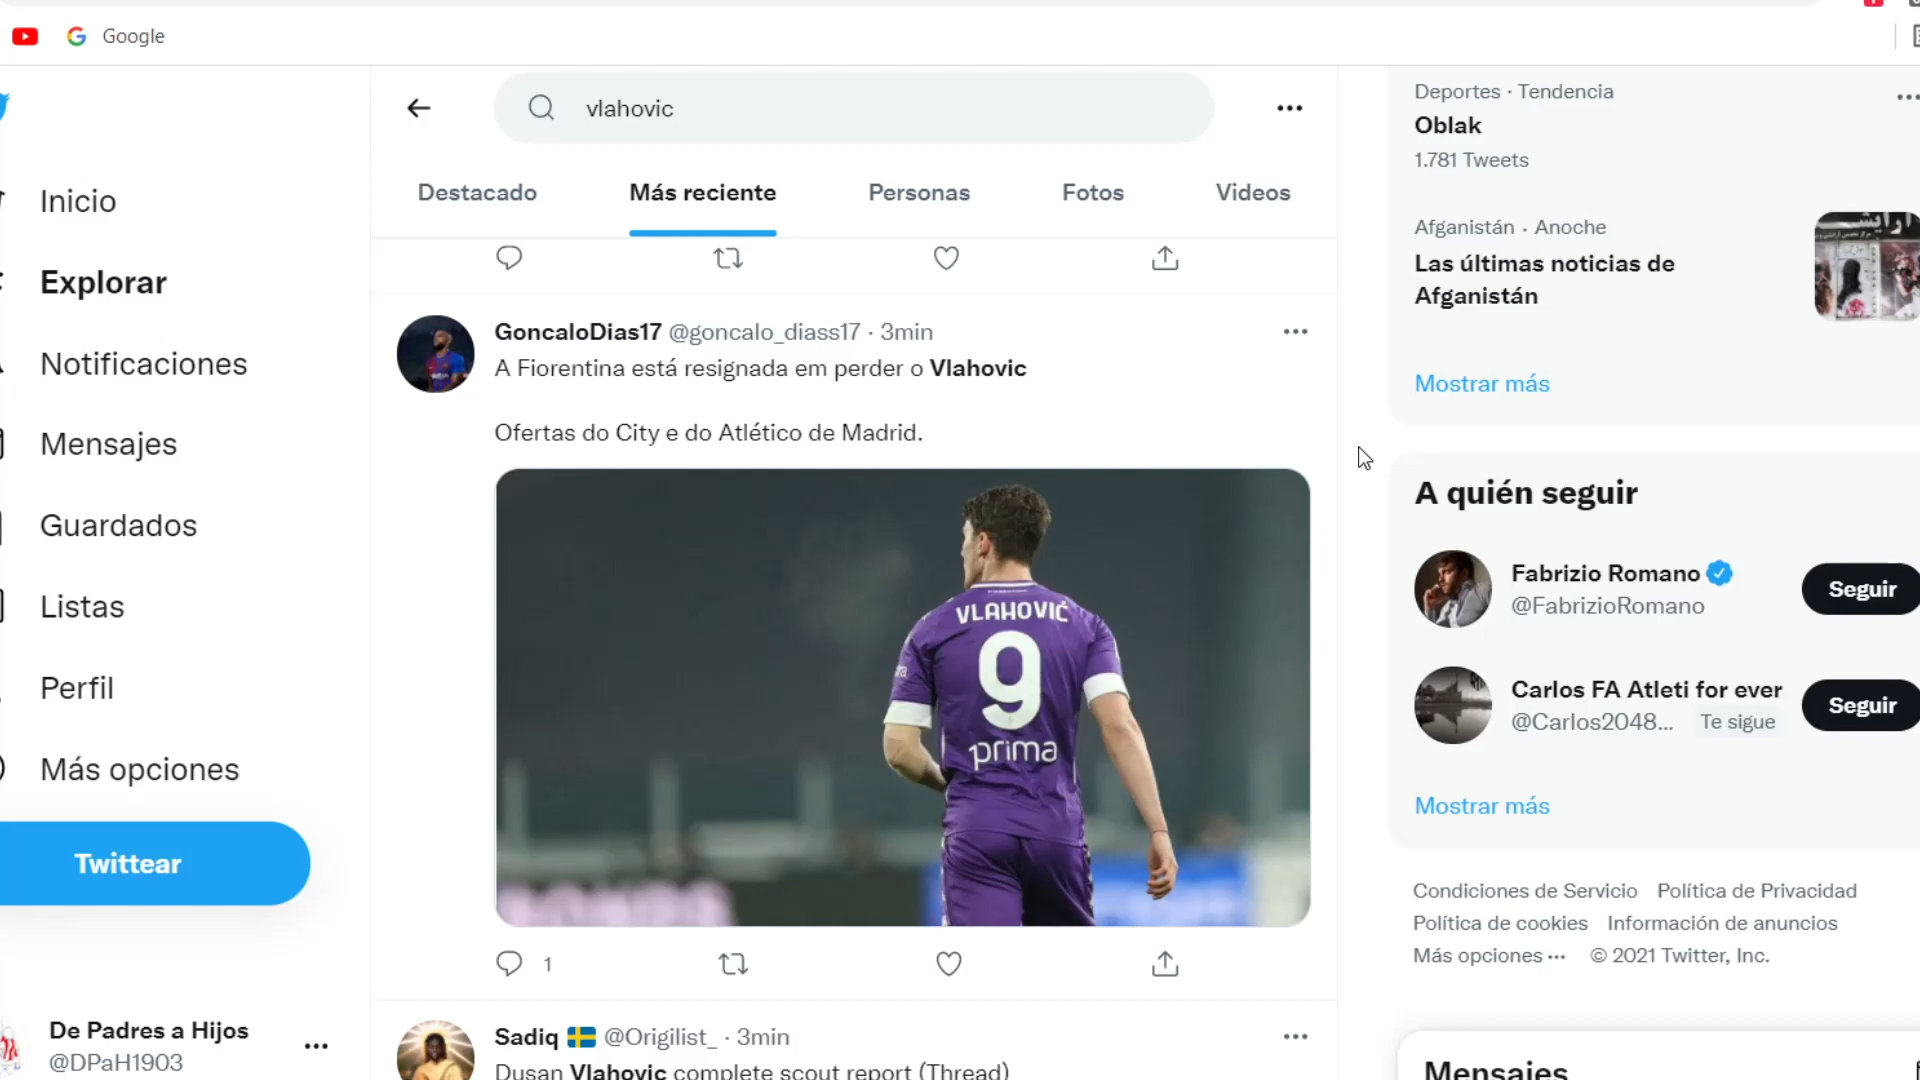 Google
vlahovic
Destacado
Más reciente
Personas
Fotos
Videos
Inicio
Explorar
Notificaciones
Mensajes
Guardados
Listas
Perfil
Más opciones
Twittear
De Padres a Hijos
@DPaH1903
GoncaloDias17 @goncalo_diass17 · 3min
A Fiorentina está resignada em perder o Vlahovic
Ofertas do City e do Atlético de Madrid.
VLAHOVIĆ
9
prima
1
Sadiq @Origilist_ · 3min
Dusan Vlahovic complete scout report (Thread)
Deportes · Tendencia
Oblak
1.781 Tweets
Afganistán · Anoche
Las últimas noticias de
Afganistán
Mostrar más
A quién seguir
Fabrizio Romano
@FabrizioRomano
Seguir
Carlos FA Atleti for ever
@Carlos2048... Te sigue
Seguir
Mostrar más
Condiciones de Servicio Política de Privacidad
Política de cookies Información de anuncios
Más opciones ··· © 2021 Twitter, Inc.
Mensajes